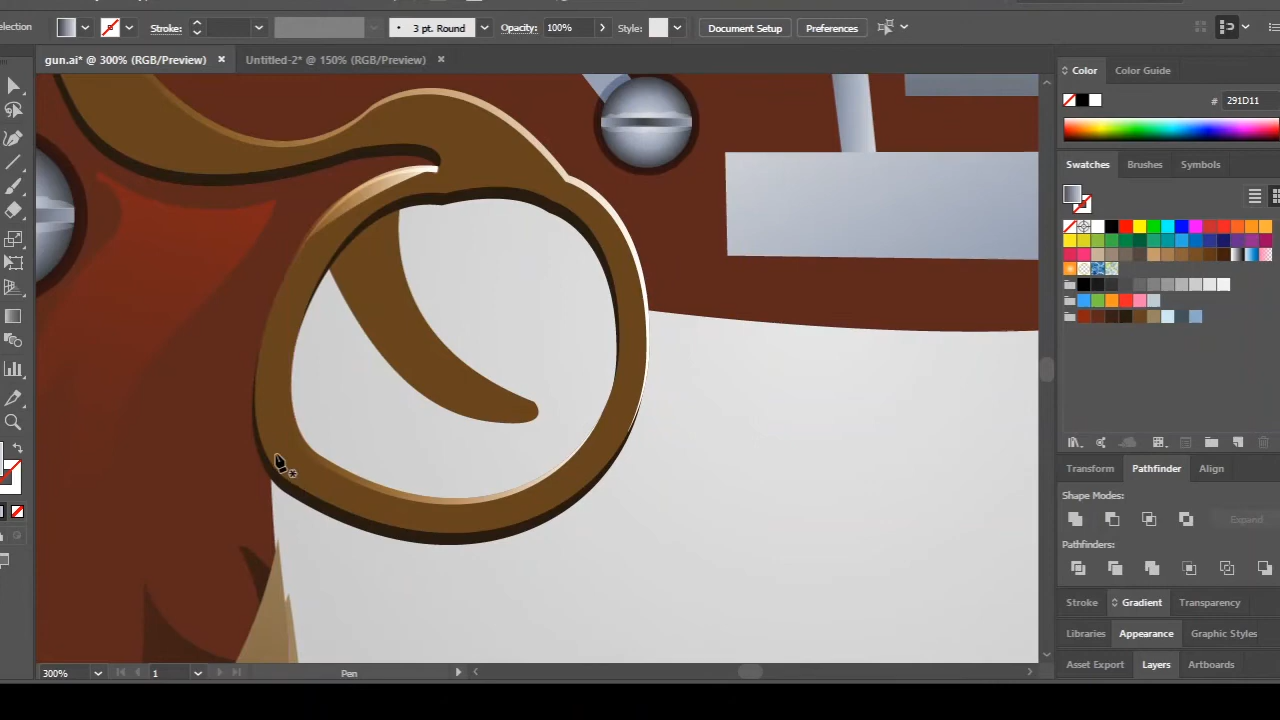 election
Stroke:
3 pt. Round
Opacity:
100%
Style:
Document Setup
Preferences
gun.ai* @ 300% (RGB/Preview) ×
Untitled-2* @ 150% (RGB/Preview) ×
Color
Color Guide
# 291D11
Swatches
Brushes
Symbols
Transform
Pathfinder
Align
Shape Modes:
Expand
Pathfinders:
Stroke
Gradient
Transparency
Libraries
Appearance
Graphic Styles
Asset Export
Layers
Artboards
300%
1
Pen